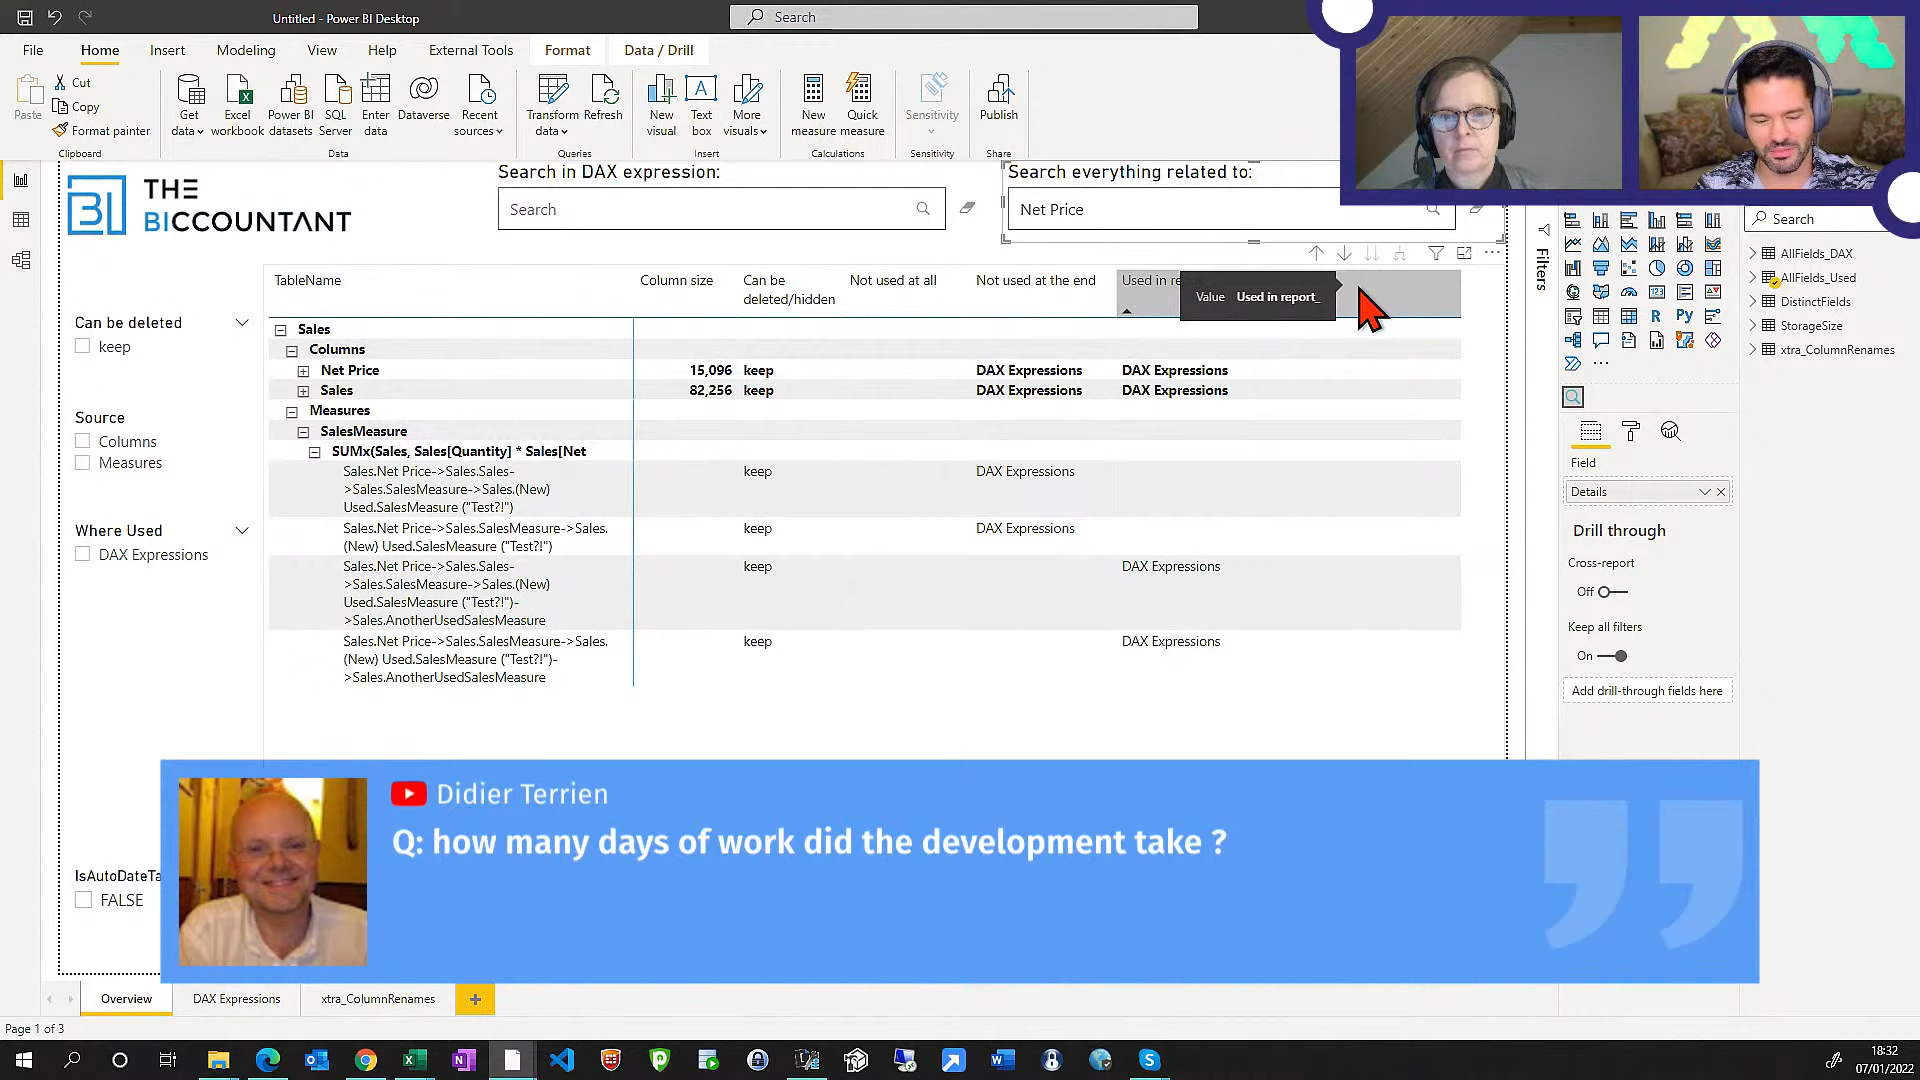 Untitled - Power BI Desktop
Search
File
Home
Insert
Modeling
View
Help
External Tools
Format
Data / Drill
Paste
Cut
Copy
Format painter
Clipboard
Get data
Excel workbook
Power BI datasets
SQL Server
Enter data
Dataverse
Recent sources
Data
Transform data
Refresh
Queries
New visual
Text box
More visuals
Insert
New measure
Quick measure
Calculations
Sensitivity
Sensitivity
Publish
Share
THE
BICCOUNTANT
Search in DAX expression:
Search
Search everything related to:
Net Price
TableName
Column size
Can be deleted/hidden
Not used at all
Not used at the end
Used in re
Value Used in report_
Can be deleted
keep
Source
Columns
Measures
Where Used
DAX Expressions
IsAutoDateTa
FALSE
Sales
Columns
Net Price 15,096 keep DAX Expressions DAX Expressions
Sales 82,256 keep DAX Expressions DAX Expressions
Measures
SalesMeasure
SUMx(Sales, Sales[Quantity] * Sales[Net
Sales.Net Price->Sales.Sales- keep DAX Expressions
>Sales.SalesMeasure->Sales.(New)
Used.SalesMeasure ("Test?!")
Sales.Net Price->Sales.SalesMeasure->Sales. keep DAX Expressions
(New) Used.SalesMeasure ("Test?!")
Sales.Net Price->Sales.Sales- keep DAX Expressions
>Sales.SalesMeasure->Sales.(New)
Used.SalesMeasure ("Test?!")-
>Sales.AnotherUsedSalesMeasure
Sales.Net Price->Sales.SalesMeasure->Sales. keep DAX Expressions
(New) Used.SalesMeasure ("Test?!")-
>Sales.AnotherUsedSalesMeasure
Filters
Search
AllFields_DAX
AllFields_Used
DistinctFields
StorageSize
xtra_ColumnRenames
R
Py
Field
Details
Drill through
Cross-report
Off
Keep all filters
On
Add drill-through fields here
Didier Terrien
Q: how many days of work did the development take ?
Overview
DAX Expressions
xtra_ColumnRenames
Page 1 of 3
18:32
07/01/2022